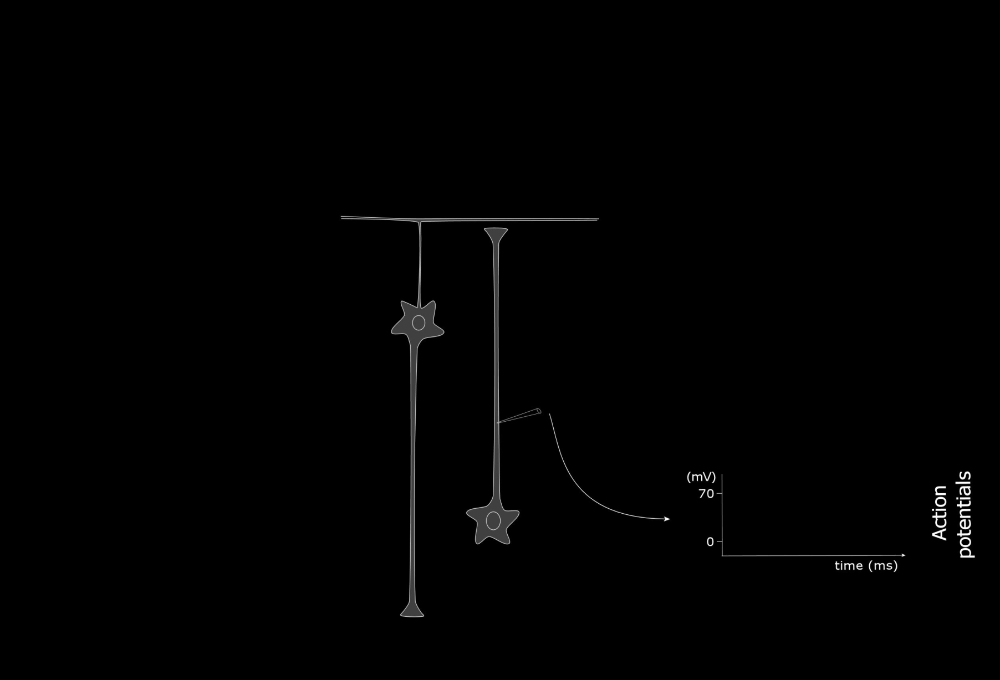 (mV)
70
0
time (ms)
Action
potentials